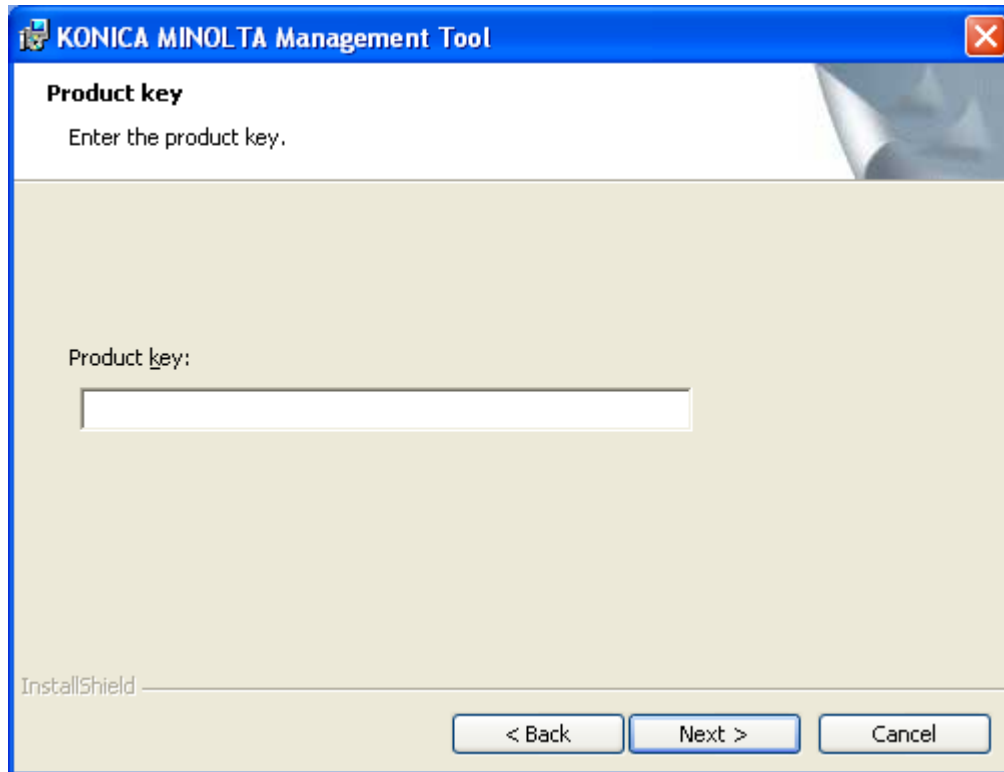 KONICA MINOLTA Management Tool
Product key
Enter the product key.
Product key:
InstallShield
< Back
Next >
Cancel